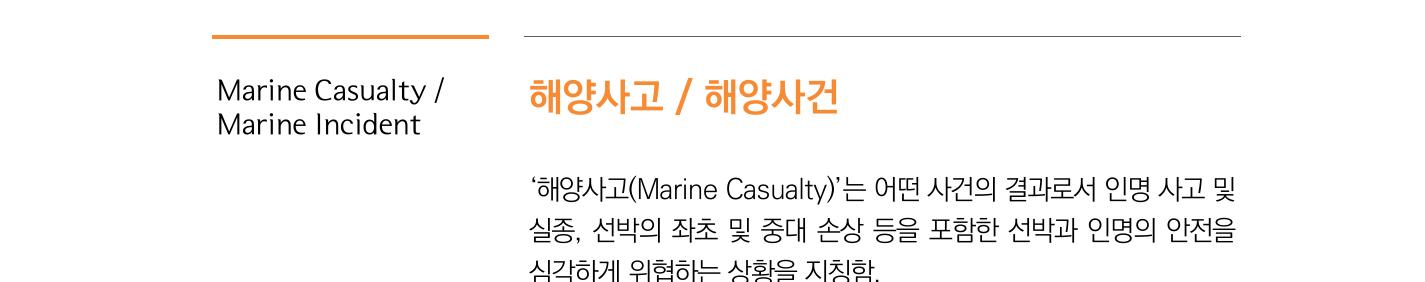 Marine Casualty /
Marine Incident
해양사고 / 해양사건
‘해양사고(Marine Casualty)’는 어떤 사건의 결과로서 인명 사고 및
실종, 선박의 좌초 및 중대 손상 등을 포함한 선박과 인명의 안전을
심각하게 위협하는 상황을 지칭함.